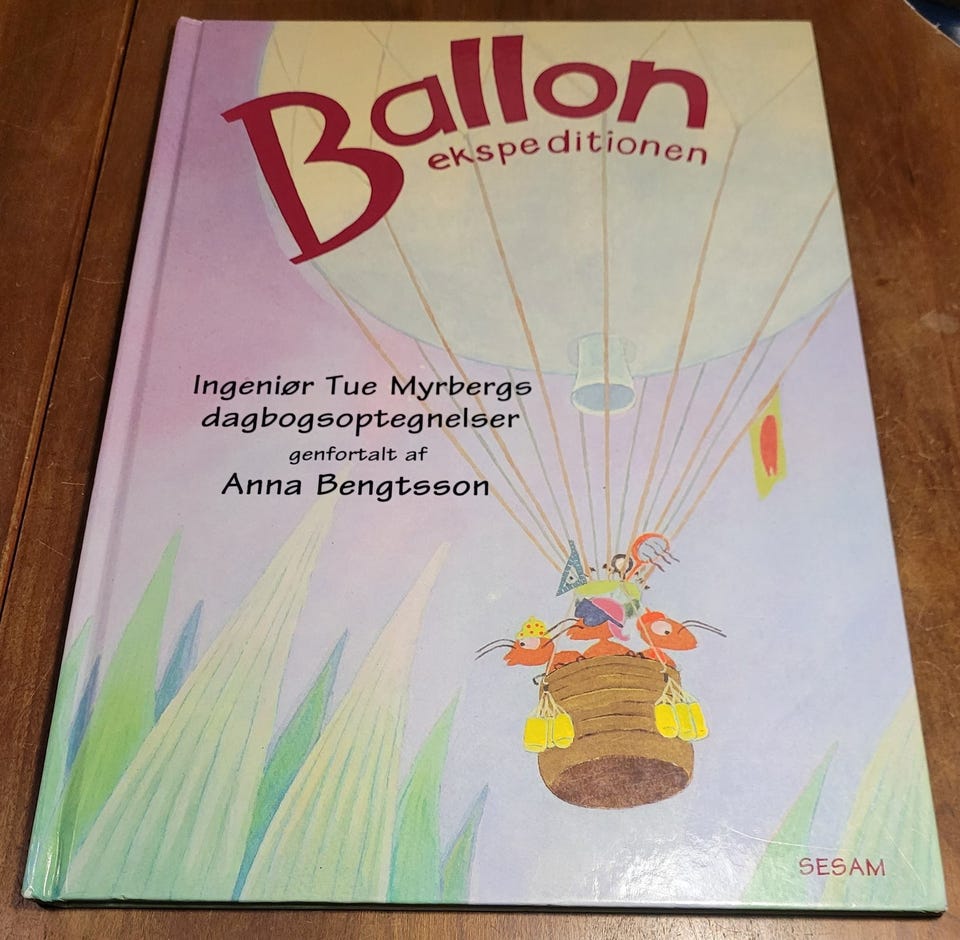 Ballon
ekspeditionen
Ingeniør Tue Myrbergs
dagbogsoptegnelser
genfortalt af
Anna Bengtsson
SESAM